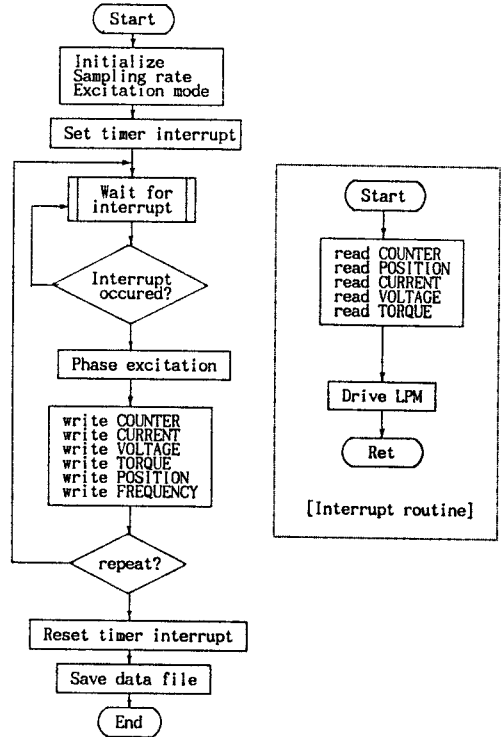 Start
Initialize
Sampling rate
Excitation mode
Set timer interrupt
Wait for
interrupt
Interrupt
occured?
Phase excitation
write COUNTER
write CURRENT
write VOLTAGE
write TORQUE
write POSITION
write FREQUENCY
repeat?
Reset timer interrupt
Save data file
End
Start
read COUNTER
read POSITION
read CURRENT
read VOLTAGE
read TORQUE
Drive LPM
Ret
[Interrupt routine]